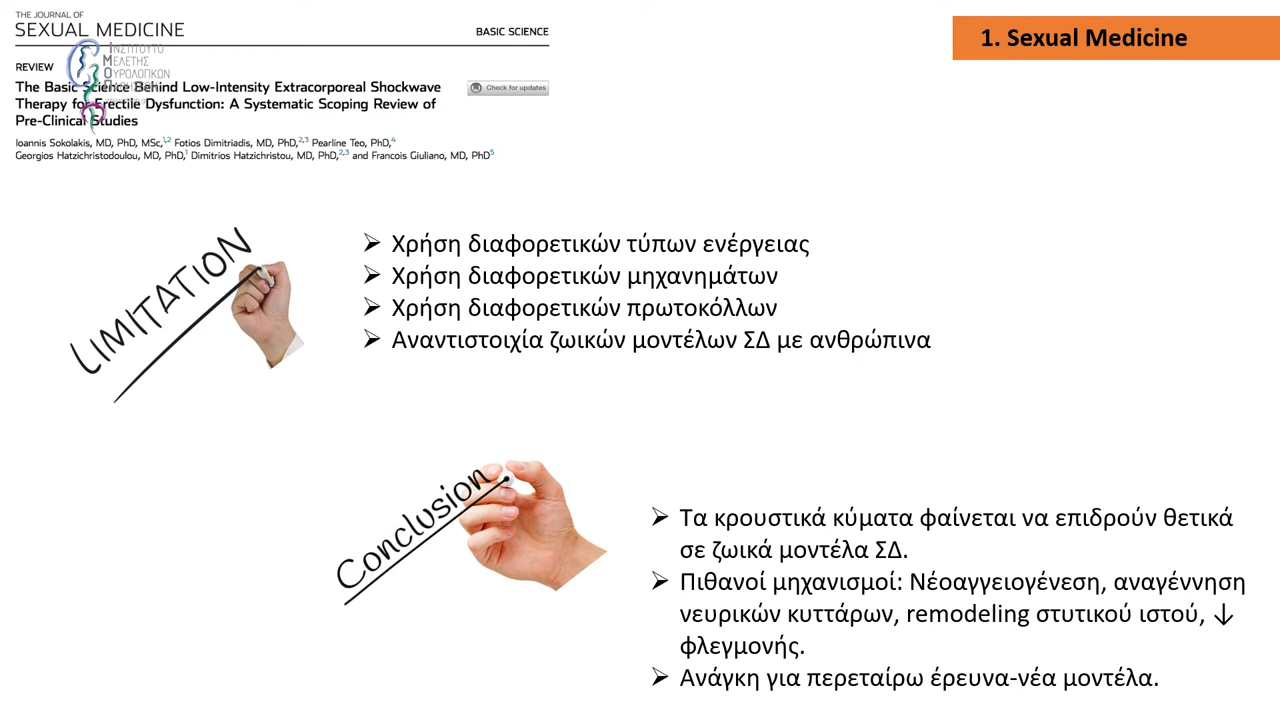 THE JOURNAL OF
SEXUAL MEDICINE
BASIC SCIENCE
1. Sexual Medicine
ΙΝΣΤΙΤΟΥΤΟ
ΜΕΛΕΤΗΣ
ΟΥΡΟΛΟΓΙΚΩΝ
REVIEW
The Basic Science Behind Low-Intensity Extracorporeal Shockwave
Therapy for Erectile Dysfunction: A Systematic Scoping Review of
Pre-Clinical Studies
Check for updates
Ioannis Sokolakis, MD, PhD, MSc,1,2 Fotios Dimitriadis, MD, PhD,2,3 Pearline Teo, PhD,4
Georgios Hatzichristodoulou, MD, PhD,1 Dimitrios Hatzichristou, MD, PhD,2,3 and Francois Giuliano, MD, PhD5
LIMITATION
➢ Χρήση διαφορετικών τύπων ενέργειας
➢ Χρήση διαφορετικών μηχανημάτων
➢ Χρήση διαφορετικών πρωτοκόλλων
➢ Αναντιστοιχία ζωικών μοντέλων ΣΔ με ανθρώπινα
Conclusion
➢ Τα κρουστικά κύματα φαίνεται να επιδρούν θετικά
σε ζωικά μοντέλα ΣΔ.
➢ Πιθανοί μηχανισμοί: Νέοαγγειογένεση, αναγέννηση
νευρικών κυττάρων, remodeling στυτικού ιστού, ↓
φλεγμονής.
➢ Ανάγκη για περεταίρω έρευνα-νέα μοντέλα.